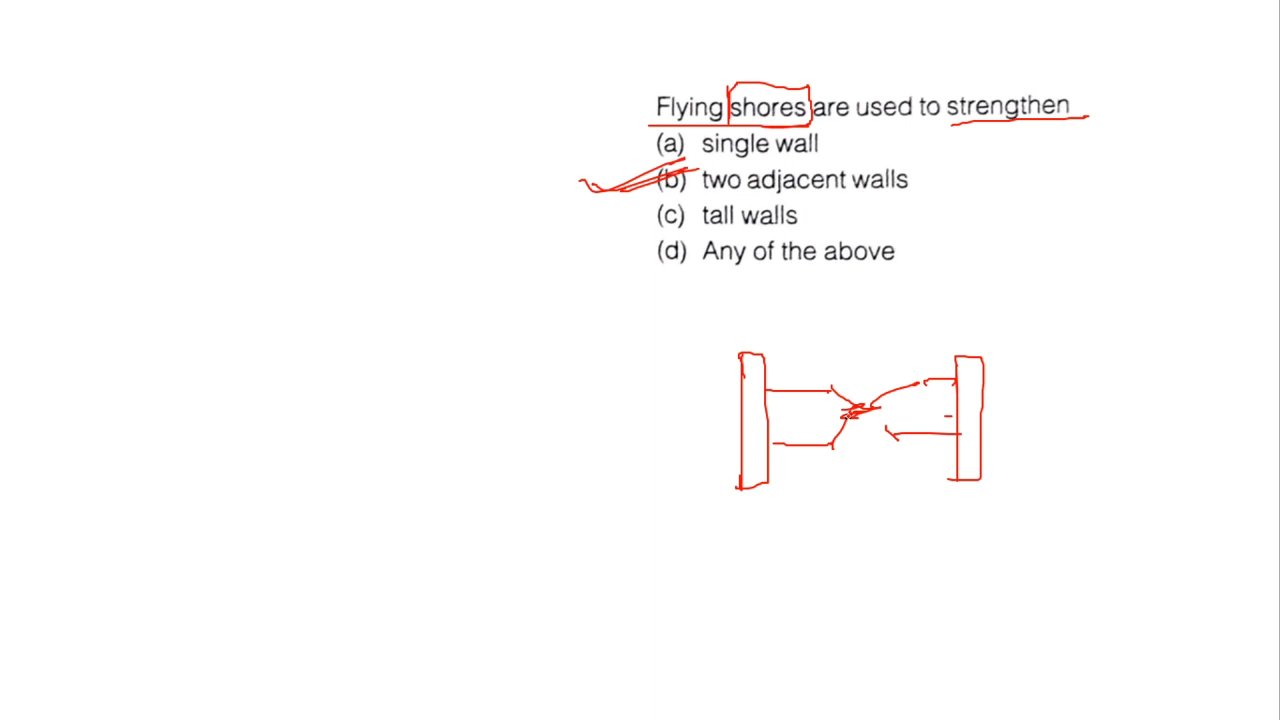 Flying shores are used to strengthen
(a) single wall
(b) two adjacent walls
(c) tall walls
(d) Any of the above